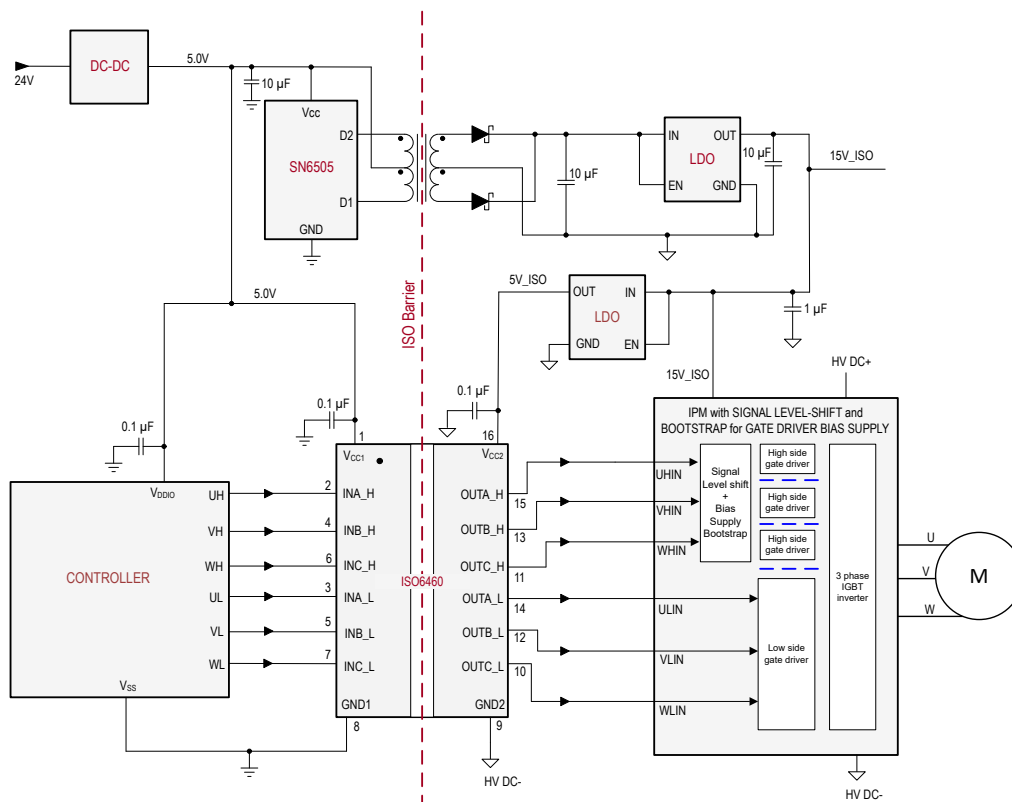 DC-DC
24V
5.0V
10 µF
Vcc
D2
SN6505
D1
GND
IN
OUT
LDO
EN
GND
10 µF
10 µF
15V_ISO
5.0V
ISO Barrier
5V_ISO
OUT
IN
LDO
GND
EN
1 µF
15V_ISO
HV DC+
0.1 µF
0.1 µF
0.1 µF
1
16
VCC1
VCC2
VDDIO
CONTROLLER
UH
VH
WH
UL
VL
WL
VSS
2
4
6
3
5
7
INA_H
INB_H
INC_H
INA_L
INB_L
INC_L
GND1
8
ISO6460
OUTA_H
OUTB_H
OUTC_H
OUTA_L
OUTB_L
OUTC_L
GND2
15
13
11
14
12
10
9
HV DC-
IPM with SIGNAL LEVEL-SHIFT and
BOOTSTRAP for GATE DRIVER BIAS SUPPLY
UHIN
VHIN
WHIN
ULIN
VLIN
WLIN
Signal
Level shift
+
Bias
Supply
Bootstrap
High side
gate driver
High side
gate driver
High side
gate driver
Low side
gate driver
3 phase
IGBT
inverter
U
V
W
M
HV DC-